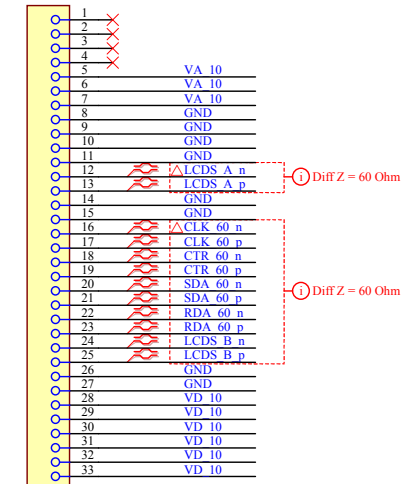 1
2
3
4
5 VA_10
6 VA_10
7 VA_10
8 GND
9 GND
10 GND
11 GND
12 LCDS_A_n
13 LCDS_A_p
i Diff Z = 60 Ohm
14 GND
15 GND
16 CLK_60_n
17 CLK_60_p
18 CTR_60_n
19 CTR_60_p
20 SDA_60_n
21 SDA_60_p
i Diff Z = 60 Ohm
22 RDA_60_n
23 RDA_60_p
24 LCDS_B_n
25 LCDS_B_p
26 GND
27 GND
28 VD_10
29 VD_10
30 VD_10
31 VD_10
32 VD_10
33 VD_10